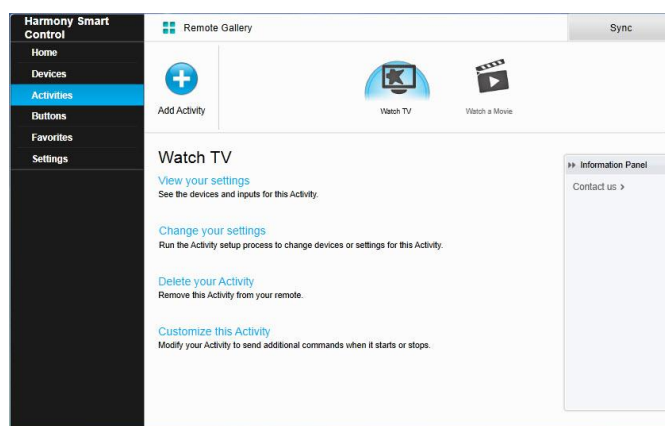 Harmony Smart
Control
Remote Gallery
Sync
Home
Devices
Activities
Buttons
Favorites
Settings
Add Activity
Watch TV
Watch a Movie
Watch TV
View your settings
See the devices and inputs for this Activity.
Change your settings
Run the Activity setup process to change devices or settings for this Activity.
Delete your Activity
Remove this Activity from your remote.
Customize this Activity
Modify your Activity to send additional commands when it starts or stops.
Information Panel
Contact us >